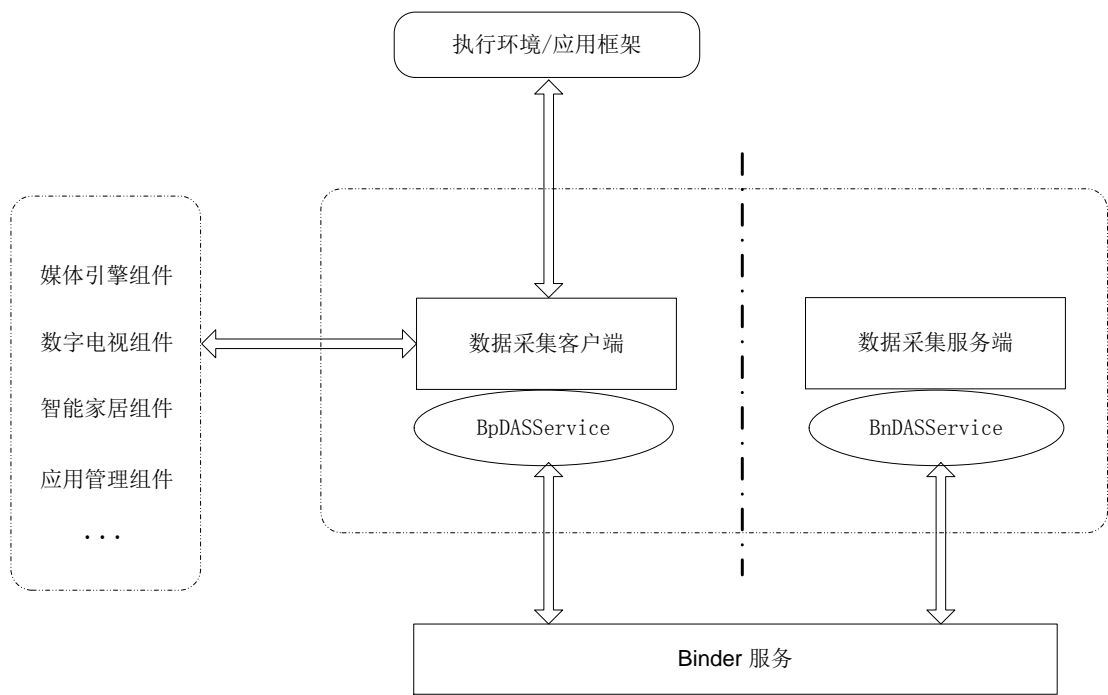 执行环境/应用框架
媒体引擎组件
数字电视组件
智能家居组件
应用管理组件
...
数据采集客户端
BpDASService
数据采集服务端
BnDASService
Binder 服务